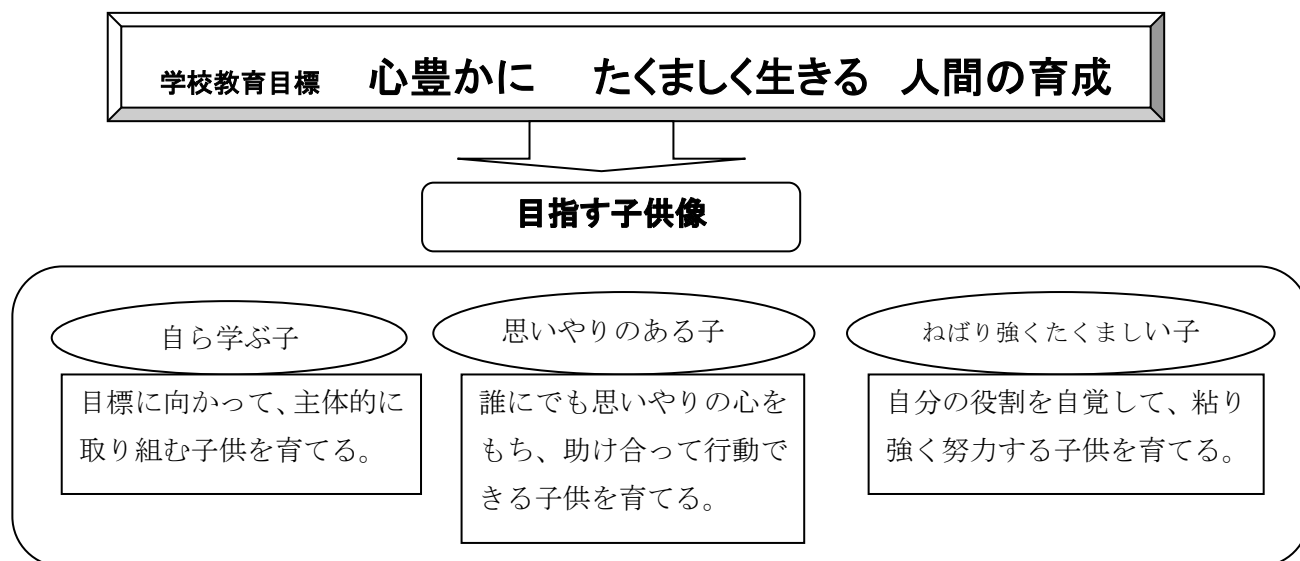 学校教育目標 心豊かに たくましく生きる 人間の育成
目指す子供像
自ら学ぶ子
目標に向かって、主体的に
取り組む子供を育てる。
思いやりのある子
誰にでも思いやりの心を
もち、助け合って行動で
きる子供を育てる。
ねばり強くたくましい子
自分の役割を自覚して、粘り
強く努力する子供を育てる。